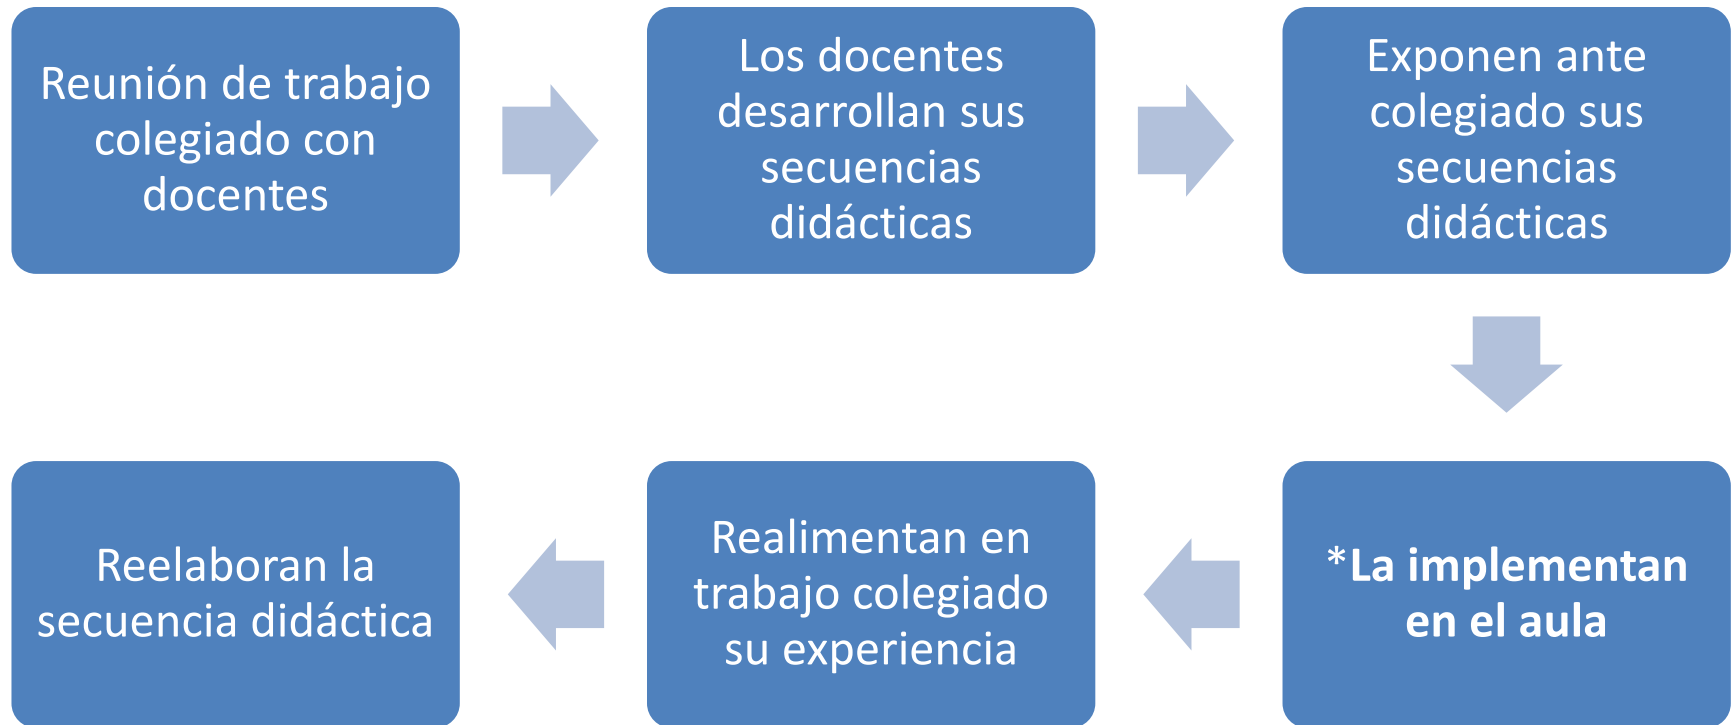 Reunión de trabajo
colegiado con
docentes
Los docentes
desarrollan sus
secuencias
didácticas
Exponen ante
colegiado sus
secuencias
didácticas
*La implementan
en el aula
Realimentan en
trabajo colegiado
su experiencia
Reelaboran la
secuencia didáctica